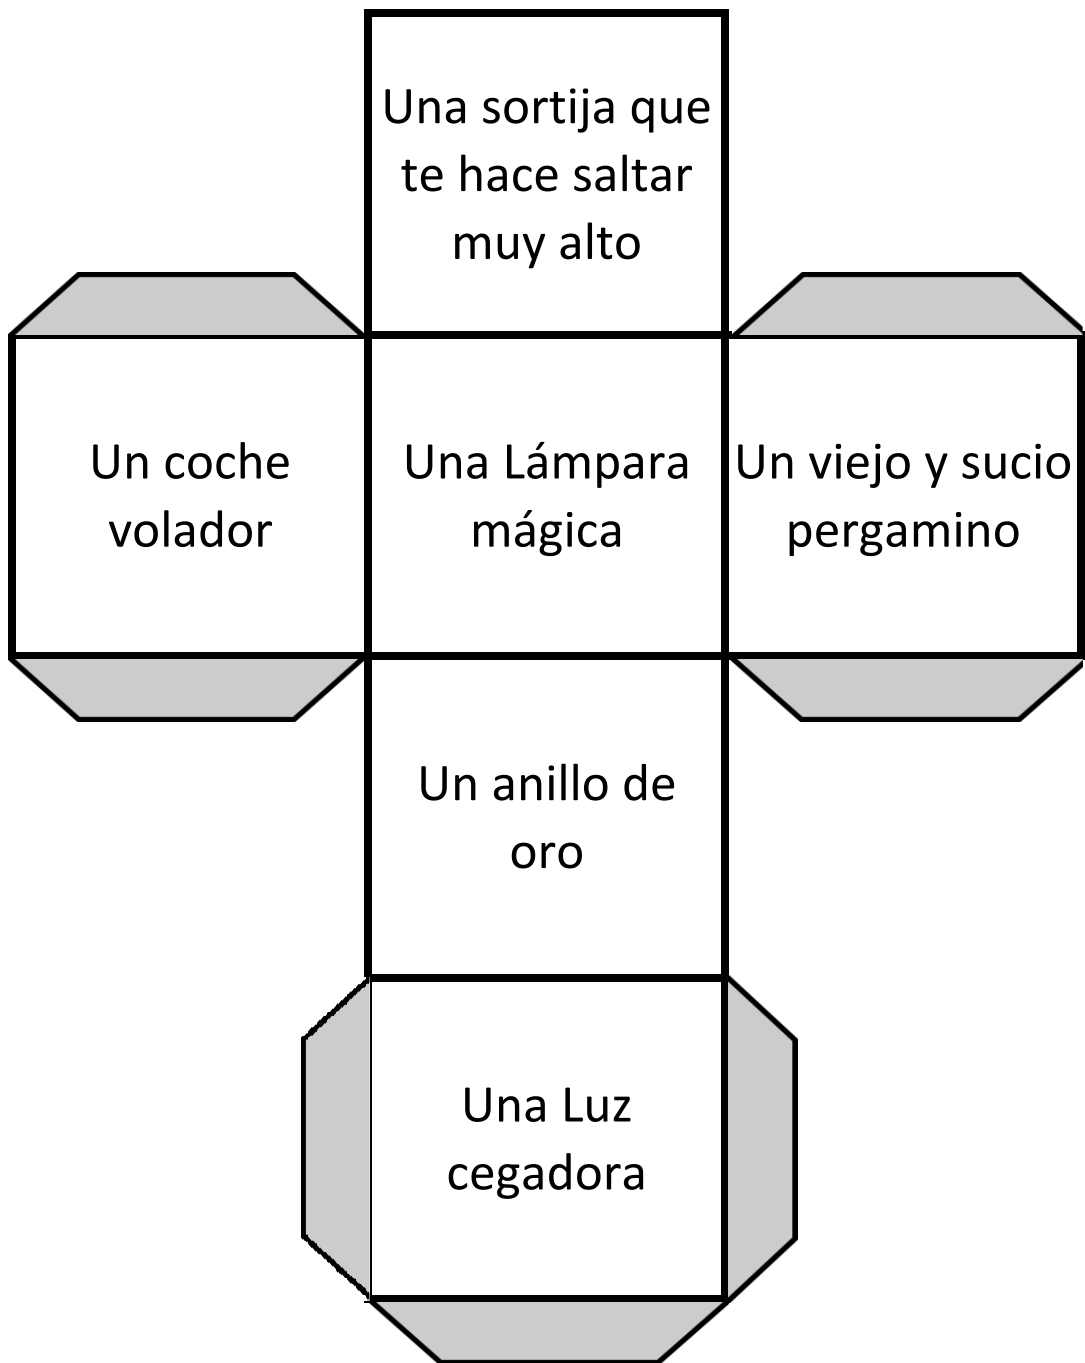 Una sortija que
te hace saltar
muy alto
Un coche
volador
Una Lámpara
mágica
Un viejo y sucio
pergamino
Un anillo de
oro
Una Luz
cegadora